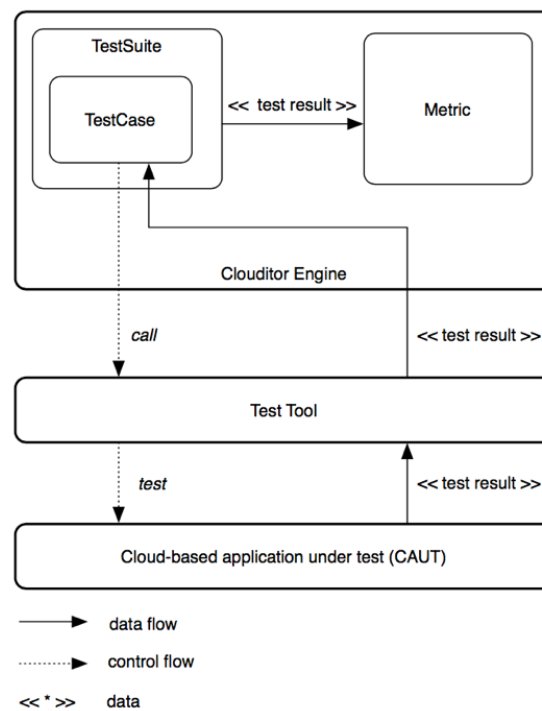 TestSuite
TestCase
<< test result >>
Metric
Clouditor Engine
call
<< test result >>
Test Tool
test
<< test result >>
Cloud-based application under test (CAUT)
data flow
control flow
<< * >> data